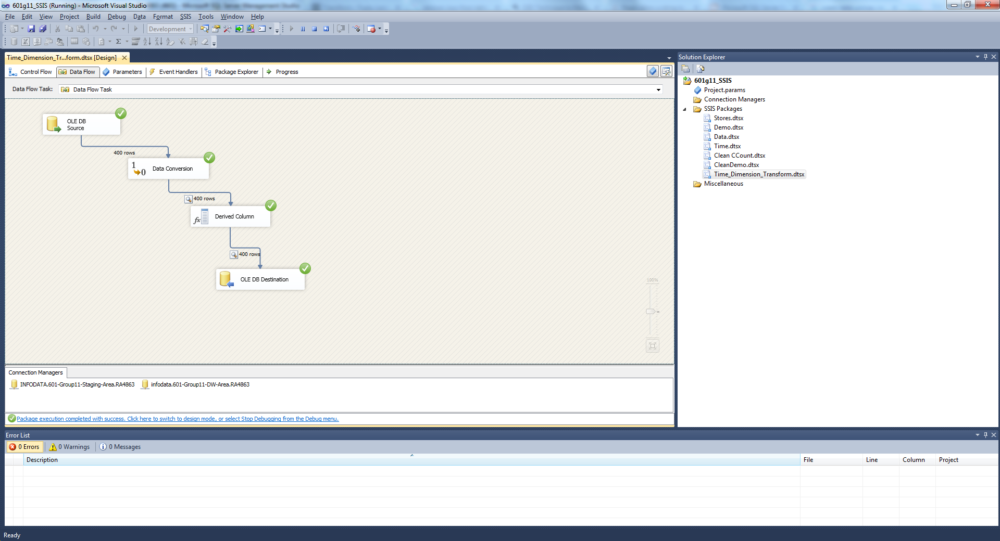 601g11_SSIS (Running) - Microsoft Visual Studio
File Edit View Project Build Debug Data Format SSIS Tools Window Help
Development
Time_Dimension_Tr...form.dtsx [Design]
Control Flow Data Flow Parameters Event Handlers Package Explorer Progress
Data Flow Task: Data Flow Task
OLE DB
Source
400 rows
1
0
Data Conversion
400 rows
fx
Derived Column
400 rows
OLE DB Destination
100%
Connection Managers
INFODATA.601-Group11-Staging-Area.RA4863 infodata.601-Group11-DW-Area.RA4863
Package execution completed with success. Click here to switch to design mode, or select Stop Debugging from the Debug menu.
Solution Explorer
601g11_SSIS
Project.params
Connection Managers
SSIS Packages
Stores.dtsx
Demo.dtsx
Data.dtsx
Time.dtsx
Clean CCount.dtsx
CleanDemo.dtsx
Time_Dimension_Transform.dtsx
Miscellaneous
Error List
0 Errors 0 Warnings 0 Messages
Description File Line Column Project
Ready